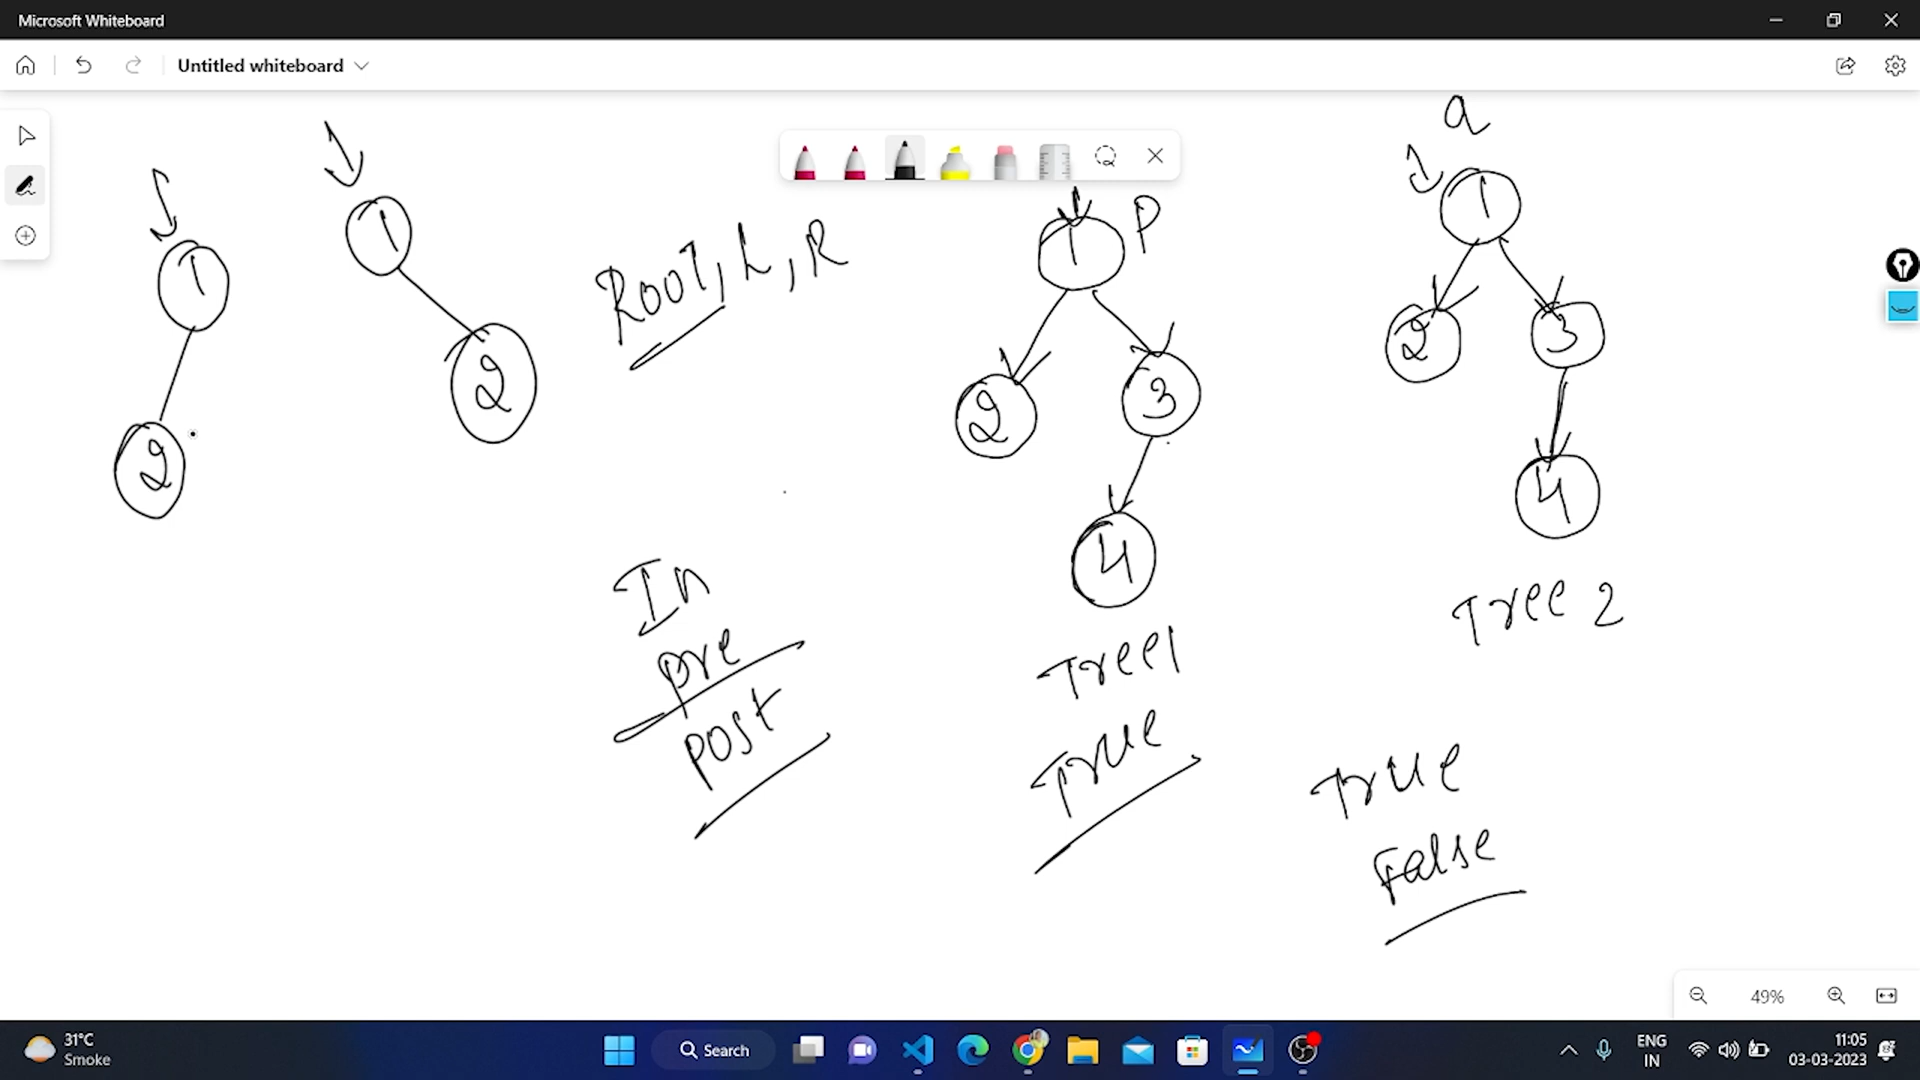 Microsoft Whiteboard
Untitled whiteboard
1
2
1
2
Root, L, R
In
pre
post
1 P
2
3
4
Tree1
True
q
1
2
3
4
Tree 2
True
False
49%
31°C
Smoke
Search
ENG
IN
11:05
03-03-2023